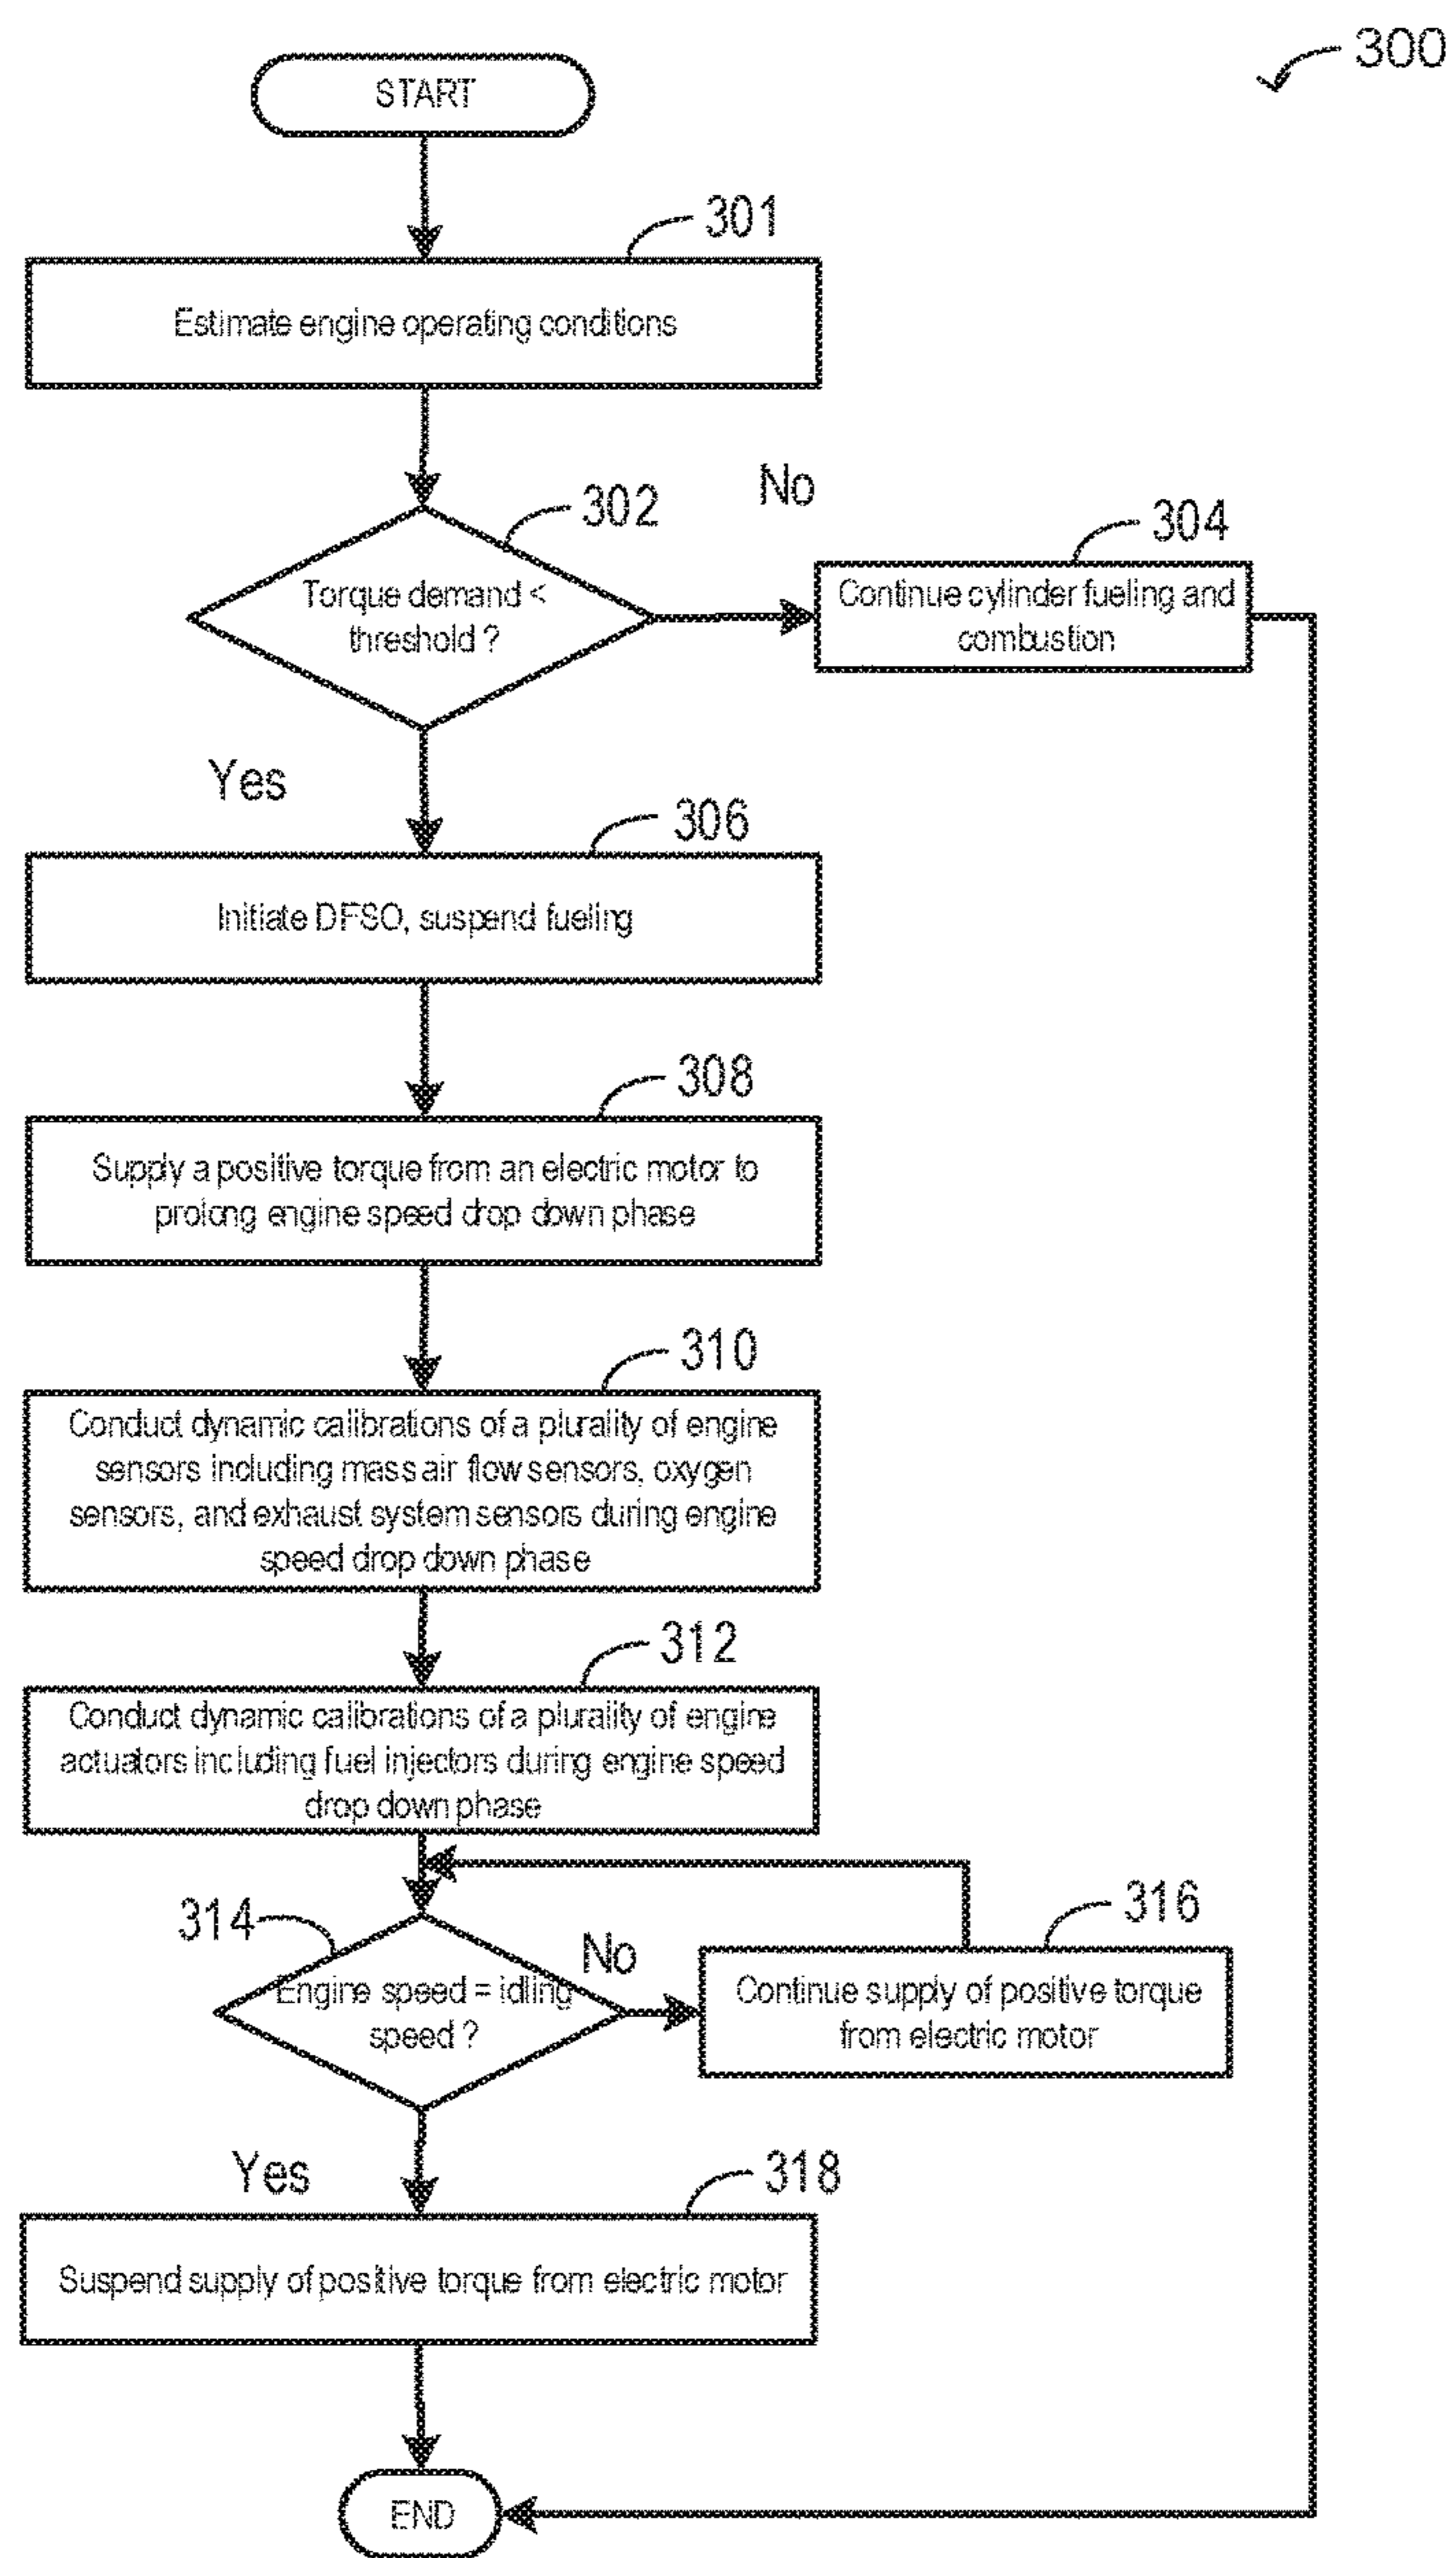 300
START
301
Estimate engine operating conditions
302
No
304
Torque demand <
threshold ?
Continue cylinder fueling and
combustion
Yes
306
Initiate DFSO, suspend fueling
308
Supply a positive torque from an electric motor to
prolong engine speed drop down phase
310
Conduct dynamic calibrations of a plurality of engine
sensors including mass air flow sensors, oxygen
sensors, and exhaust system sensors during engine
speed drop down phase
312
Conduct dynamic calibrations of a plurality of engine
actuators including fuel injectors during engine speed
drop down phase
314
No
316
Engine speed = idling
speed ?
Continue supply of positive torque
from electric motor
Yes
318
Suspend supply of positive torque from electric motor
END